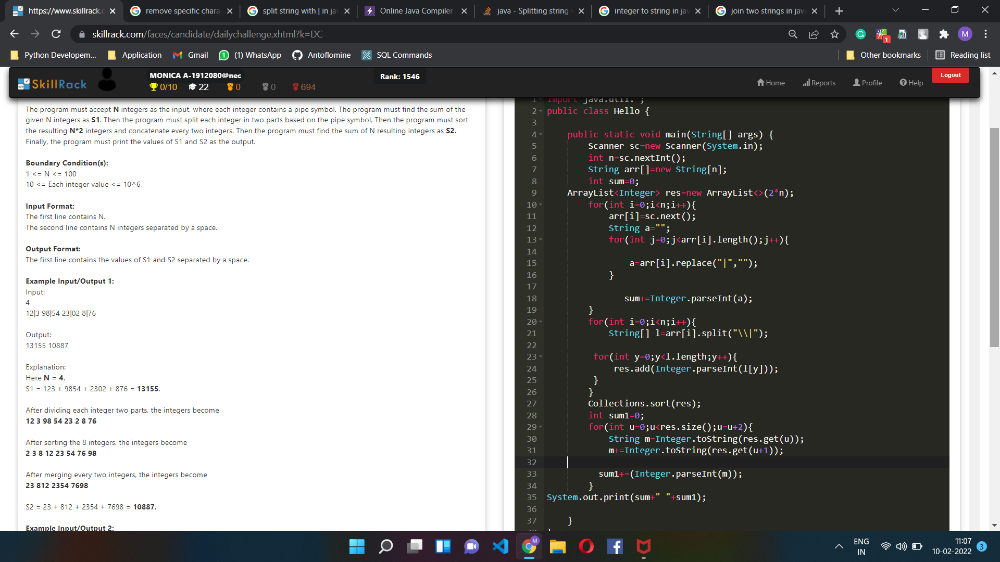 https://www.skillrack.c
remove specific chara
split string with | in jav
Online Java Compiler
java - Splitting string w
integer to string in jav
join two strings in java
skillrack.com/faces/candidate/dailychallenge.xhtml?k=DC
1
M
Python Developem...
Application
Gmail
(1) WhatsApp
Antoflomine
SQL Commands
Other bookmarks
Reading list
SkillRack
MONICA A-1912080@nec
0/10 22 0 0 694
Rank: 1546
Home
Reports
Profile
Help
Logout
The program must accept N integers as the input, where each integer contains a pipe symbol. The program must find the sum of the
given N integers as S1. Then the program must split each integer in two parts based on the pipe symbol. Then the program must sort
the resulting N*2 integers and concatenate every two integers. Then the program must find the sum of N resulting integers as S2.
Finally, the program must print the values of S1 and S2 as the output.
Boundary Condition(s):
1 <= N <= 100
10 <= Each integer value <= 10^6
Input Format:
The first line contains N.
The second line contains N integers separated by a space.
Output Format:
The first line contains the values of S1 and S2 separated by a space.
Example Input/Output 1:
Input:
4
12|3 98|54 23|02 8|76
Output:
13155 10887
Explanation:
Here N = 4.
S1 = 123 + 9854 + 2302 + 876 = 13155.
After dividing each integer two parts, the integers become
12 3 98 54 23 2 8 76
After sorting the 8 integers, the integers become
2 3 8 12 23 54 76 98
After merging every two integers, the integers become
23 812 2354 7698
S2 = 23 + 812 + 2354 + 7698 = 10887.
Example Input/Output 2:
1 import java.util.*;
2 public class Hello {
3
4 public static void main(String[] args) {
5 Scanner sc=new Scanner(System.in);
6 int n=sc.nextInt();
7 String arr[]=new String[n];
8 int sum=0;
9 ArrayList<Integer> res=new ArrayList<>(2*n);
10 for(int i=0;i<n;i++){
11 arr[i]=sc.next();
12 String a="";
13 for(int j=0;j<arr[i].length();j++){
14
15 a=arr[i].replace("|","");
16 }
17
18 sum+=Integer.parseInt(a);
19 }
20 for(int i=0;i<n;i++){
21 String[] l=arr[i].split("\\|");
22
23 for(int y=0;y<l.length;y++){
24 res.add(Integer.parseInt(l[y]));
25 }
26 }
27 Collections.sort(res);
28 int sum1=0;
29 for(int u=0;u<res.size();u=u+2){
30 String m=Integer.toString(res.get(u));
31 m+=Integer.toString(res.get(u+1));
32
33 sum1+=(Integer.parseInt(m));
34 }
35 System.out.print(sum+" "+sum1);
36
37 }
ENG
IN
11:07
10-02-2022
3